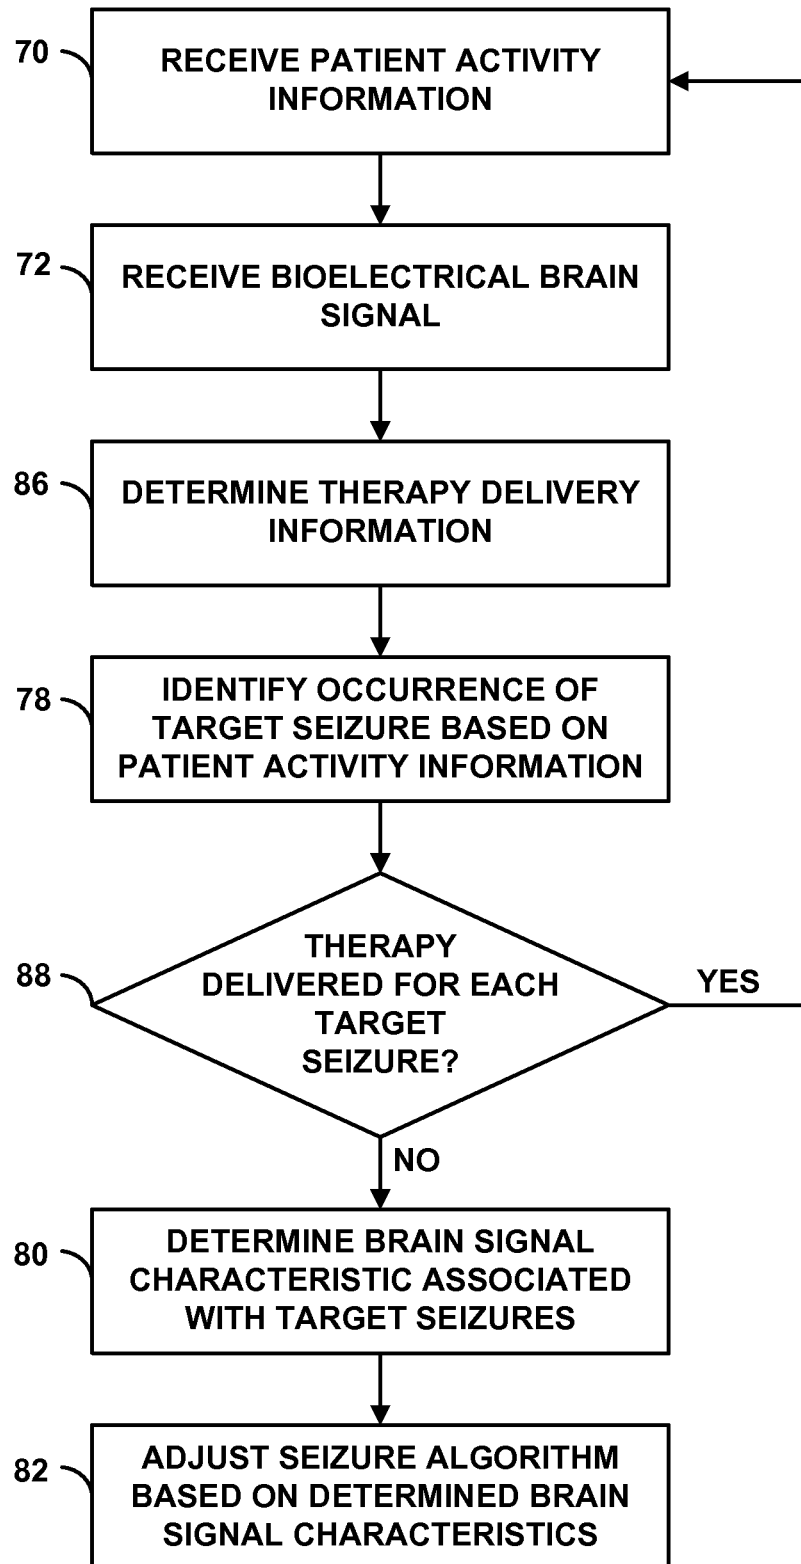 70
RECEIVE PATIENT ACTIVITY
INFORMATION
72
RECEIVE BIOELECTRICAL BRAIN
SIGNAL
86
DETERMINE THERAPY DELIVERY
INFORMATION
78
IDENTIFY OCCURRENCE OF
TARGET SEIZURE BASED ON
PATIENT ACTIVITY INFORMATION
88
THERAPY
DELIVERED FOR EACH
TARGET
SEIZURE?
YES
NO
80
DETERMINE BRAIN SIGNAL
CHARACTERISTIC ASSOCIATED
WITH TARGET SEIZURES
82
ADJUST SEIZURE ALGORITHM
BASED ON DETERMINED BRAIN
SIGNAL CHARACTERISTICS